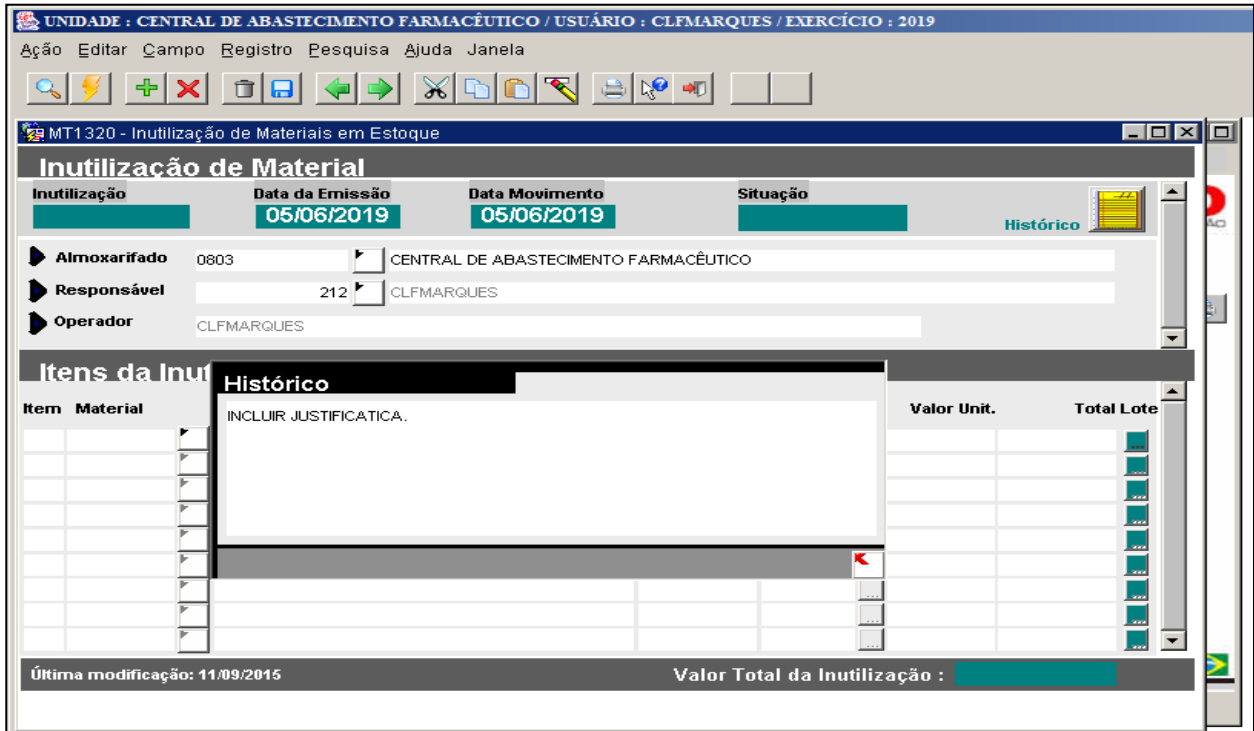 UNIDADE : CENTRAL DE ABASTECIMENTO FARMACÊUTICO / USUÁRIO : CLFMARQUES / EXERCÍCIO : 2019
Ação Editar Campo Registro Pesquisa Ajuda Janela
MT1320 - Inutilização de Materiais em Estoque
Inutilização de Material
Inutilização Data da Emissão Data Movimento Situação
05/06/2019 05/06/2019
Histórico
Almoxarifado 0803 CENTRAL DE ABASTECIMENTO FARMACÊUTICO
Responsável 212 CLFMARQUES
Operador CLFMARQUES
Itens da Inut
Histórico
Item Material Valor Unit. Total Lote
INCLUIR JUSTIFICATICA.
Última modificação: 11/09/2015 Valor Total da Inutilização :